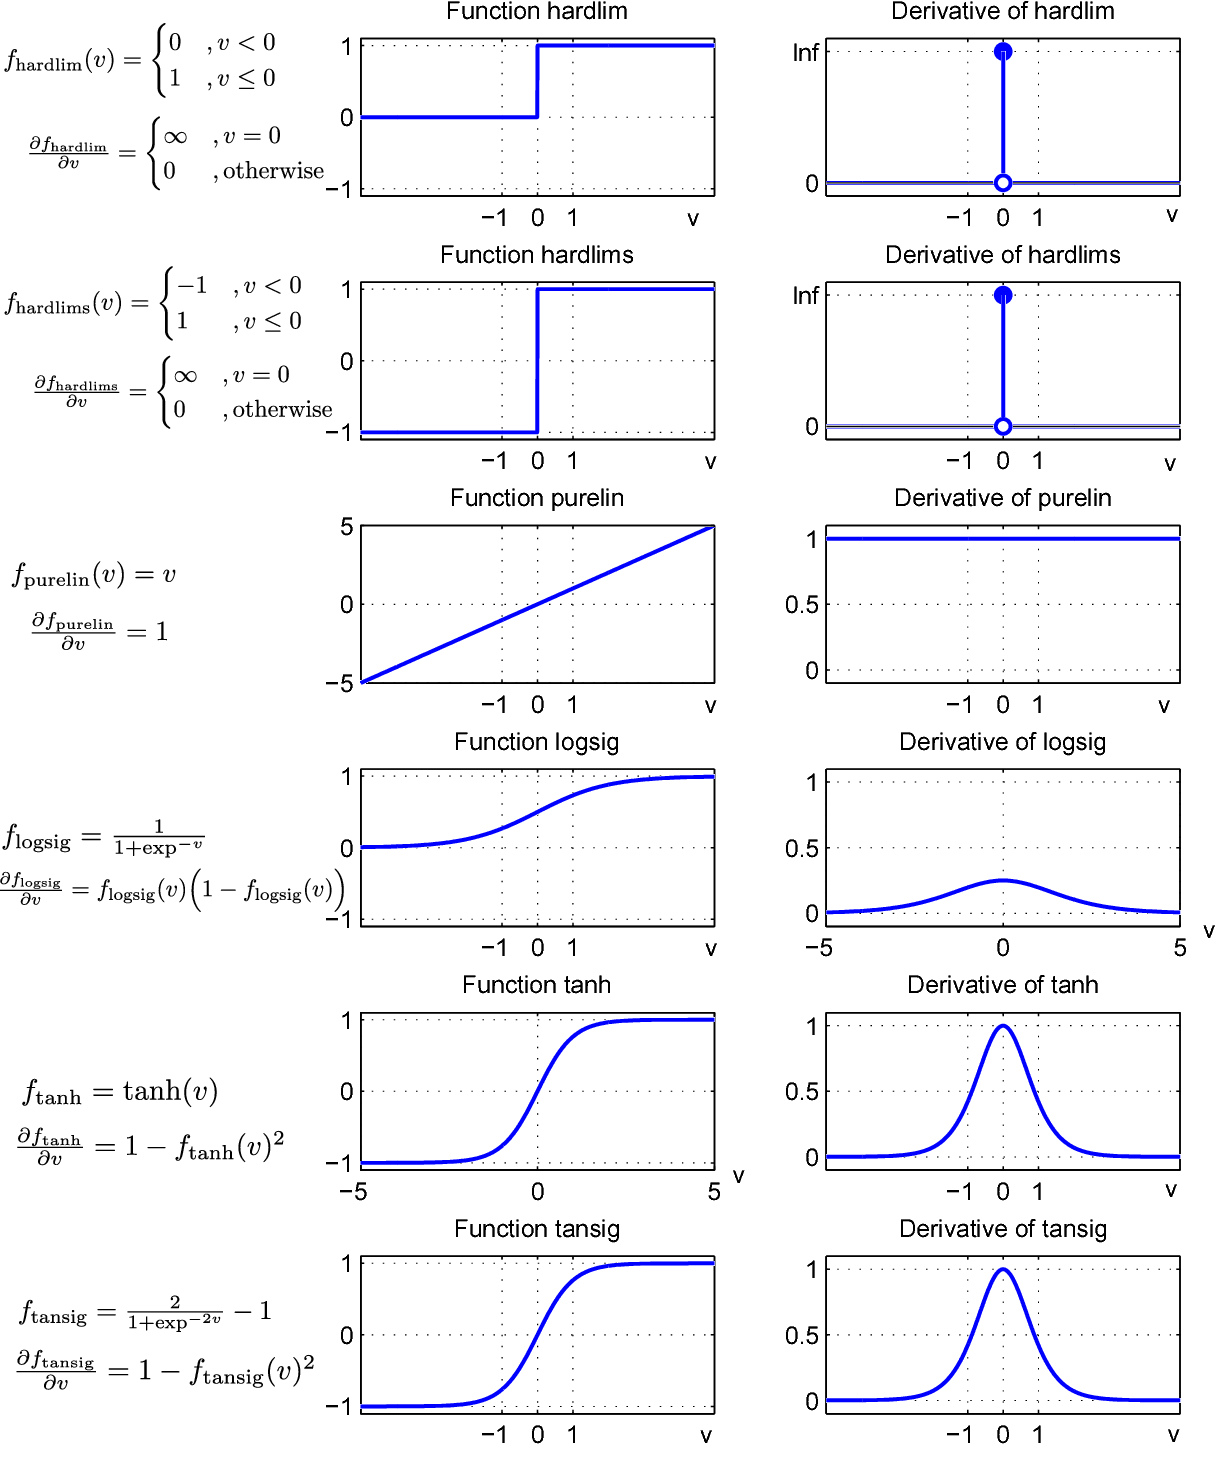 Function hardlim
Derivative of hardlim
f_hardlim(v) = { 0 , v < 0
1 , v ≤ 0
∂f_hardlim/∂v = { ∞ , v = 0
0 , otherwise
1
0
−1
−1 0 1 v
Inf
0
−1 0 1 v
Function hardlims
Derivative of hardlims
f_hardlims(v) = { −1 , v < 0
1 , v ≤ 0
∂f_hardlims/∂v = { ∞ , v = 0
0 , otherwise
1
0
−1
−1 0 1 v
Inf
0
−1 0 1 v
Function purelin
Derivative of purelin
f_purelin(v) = v
∂f_purelin/∂v = 1
5
0
−5
−1 0 1 v
1
0.5
0
−1 0 1 v
Function logsig
Derivative of logsig
f_logsig = 1/(1+exp^−v)
∂f_logsig/∂v = f_logsig(v)(1 − f_logsig(v))
1
0
−1
−1 0 1 v
1
0.5
0
−5 0 5 v
Function tanh
Derivative of tanh
f_tanh = tanh(v)
∂f_tanh/∂v = 1 − f_tanh(v)²
1
0
−1
−5 0 5 v
1
0.5
0
−1 0 1 v
Function tansig
Derivative of tansig
f_tansig = 2/(1+exp^−2v) − 1
∂f_tansig/∂v = 1 − f_tansig(v)²
1
0
−1
−1 0 1 v
1
0.5
0
−1 0 1 v